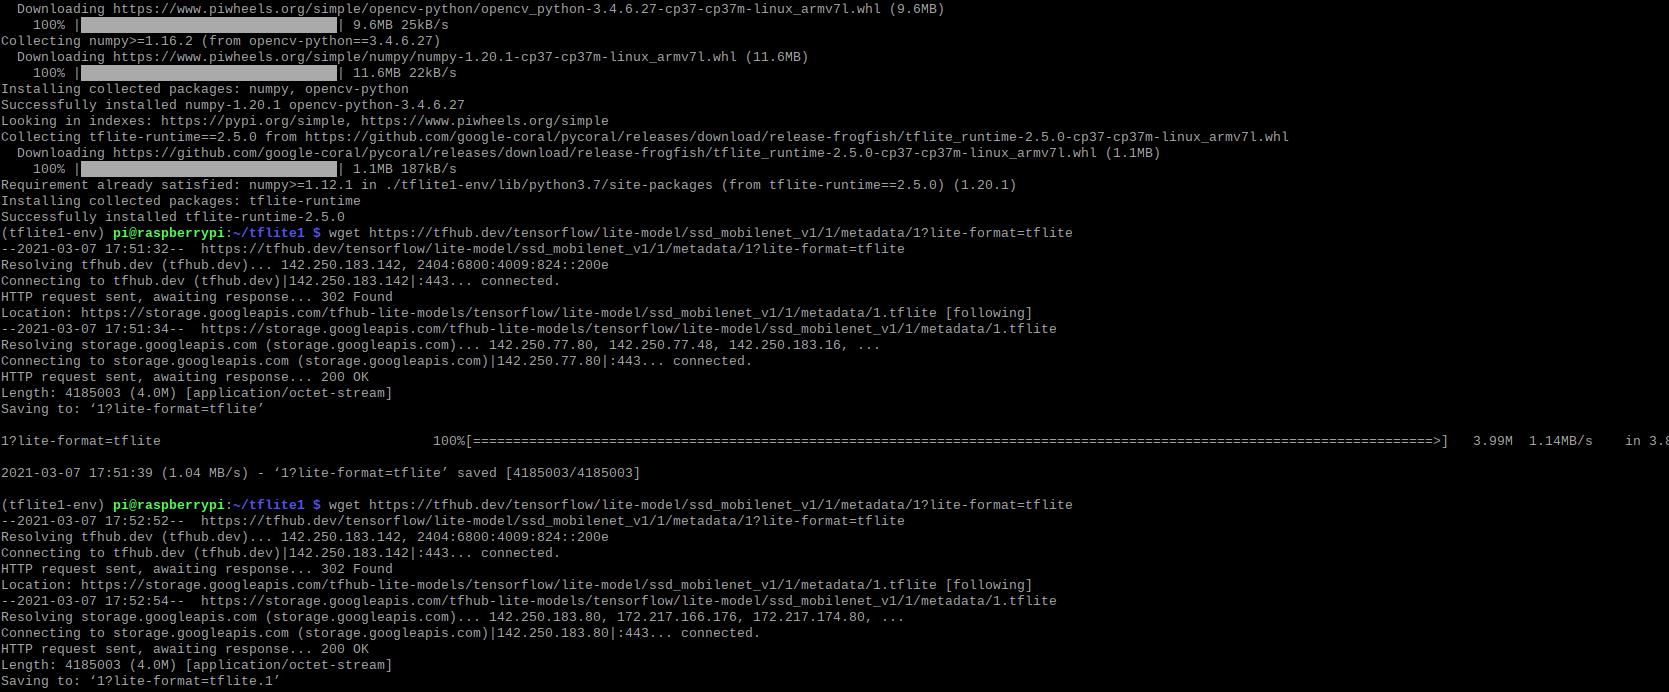 Downloading https://www.piwheels.org/simple/opencv-python/opencv_python-3.4.6.27-cp37-cp37m-linux_armv7l.whl (9.6MB)
100% || 9.6MB 25kB/s
Collecting numpy>=1.16.2 (from opencv-python==3.4.6.27)
Downloading https://www.piwheels.org/simple/numpy/numpy-1.20.1-cp37-cp37m-linux_armv7l.whl (11.6MB)
100% || 11.6MB 22kB/s
Installing collected packages: numpy, opencv-python
Successfully installed numpy-1.20.1 opencv-python-3.4.6.27
Looking in indexes: https://pypi.org/simple, https://www.piwheels.org/simple
Collecting tflite-runtime==2.5.0 from https://github.com/google-coral/pycoral/releases/download/release-frogfish/tflite_runtime-2.5.0-cp37-cp37m-linux_armv7l.whl
Downloading https://github.com/google-coral/pycoral/releases/download/release-frogfish/tflite_runtime-2.5.0-cp37-cp37m-linux_armv7l.whl (1.1MB)
100% || 1.1MB 187kB/s
Requirement already satisfied: numpy>=1.12.1 in ./tflite1-env/lib/python3.7/site-packages (from tflite-runtime==2.5.0) (1.20.1)
Installing collected packages: tflite-runtime
Successfully installed tflite-runtime-2.5.0
(tflite1-env) pi@raspberrypi:~/tflite1 $ wget https://tfhub.dev/tensorflow/lite-model/ssd_mobilenet_v1/1/metadata/1?lite-format=tflite
--2021-03-07 17:51:32--  https://tfhub.dev/tensorflow/lite-model/ssd_mobilenet_v1/1/metadata/1?lite-format=tflite
Resolving tfhub.dev (tfhub.dev)... 142.250.183.142, 2404:6800:4009:824::200e
Connecting to tfhub.dev (tfhub.dev)|142.250.183.142|:443... connected.
HTTP request sent, awaiting response... 302 Found
Location: https://storage.googleapis.com/tfhub-lite-models/tensorflow/lite-model/ssd_mobilenet_v1/1/metadata/1.tflite [following]
--2021-03-07 17:51:34--  https://storage.googleapis.com/tfhub-lite-models/tensorflow/lite-model/ssd_mobilenet_v1/1/metadata/1.tflite
Resolving storage.googleapis.com (storage.googleapis.com)... 142.250.77.80, 142.250.77.48, 142.250.183.16, ...
Connecting to storage.googleapis.com (storage.googleapis.com)|142.250.77.80|:443... connected.
HTTP request sent, awaiting response... 200 OK
Length: 4185003 (4.0M) [application/octet-stream]
Saving to: ‘1?lite-format=tflite’
1?lite-format=tflite 100%[========================================================================================================================>] 3.99M 1.14MB/s in 3.8
2021-03-07 17:51:39 (1.04 MB/s) - ‘1?lite-format=tflite’ saved [4185003/4185003]
(tflite1-env) pi@raspberrypi:~/tflite1 $ wget https://tfhub.dev/tensorflow/lite-model/ssd_mobilenet_v1/1/metadata/1?lite-format=tflite
--2021-03-07 17:52:52--  https://tfhub.dev/tensorflow/lite-model/ssd_mobilenet_v1/1/metadata/1?lite-format=tflite
Resolving tfhub.dev (tfhub.dev)... 142.250.183.142, 2404:6800:4009:824::200e
Connecting to tfhub.dev (tfhub.dev)|142.250.183.142|:443... connected.
HTTP request sent, awaiting response... 302 Found
Location: https://storage.googleapis.com/tfhub-lite-models/tensorflow/lite-model/ssd_mobilenet_v1/1/metadata/1.tflite [following]
--2021-03-07 17:52:54--  https://storage.googleapis.com/tfhub-lite-models/tensorflow/lite-model/ssd_mobilenet_v1/1/metadata/1.tflite
Resolving storage.googleapis.com (storage.googleapis.com)... 142.250.183.80, 172.217.166.176, 172.217.174.80, ...
Connecting to storage.googleapis.com (storage.googleapis.com)|142.250.183.80|:443... connected.
HTTP request sent, awaiting response... 200 OK
Length: 4185003 (4.0M) [application/octet-stream]
Saving to: ‘1?lite-format=tflite.1’